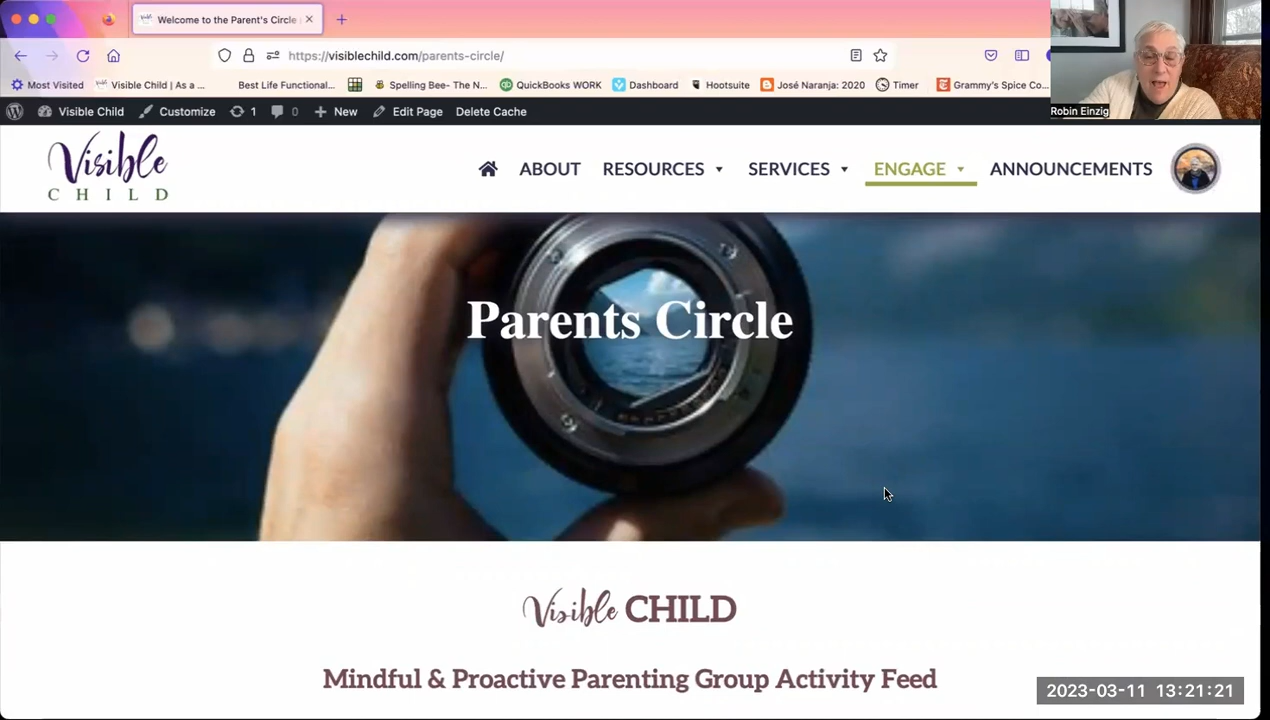 Welcome to the Parent's Circle
https://visiblechild.com/parents-circle/
Most Visited Visible Child | As a ... Best Life Functional... Spelling Bee- The N... QuickBooks WORK Dashboard Hootsuite José Naranja: 2020 Timer Grammy's Spice Co...
Visible Child Customize 1 0 New Edit Page Delete Cache
Robin Einzig
Visible
CHILD
ABOUT RESOURCES SERVICES ENGAGE ANNOUNCEMENTS
Parents Circle
Visible CHILD
Mindful & Proactive Parenting Group Activity Feed
2023-03-11 13:21:21